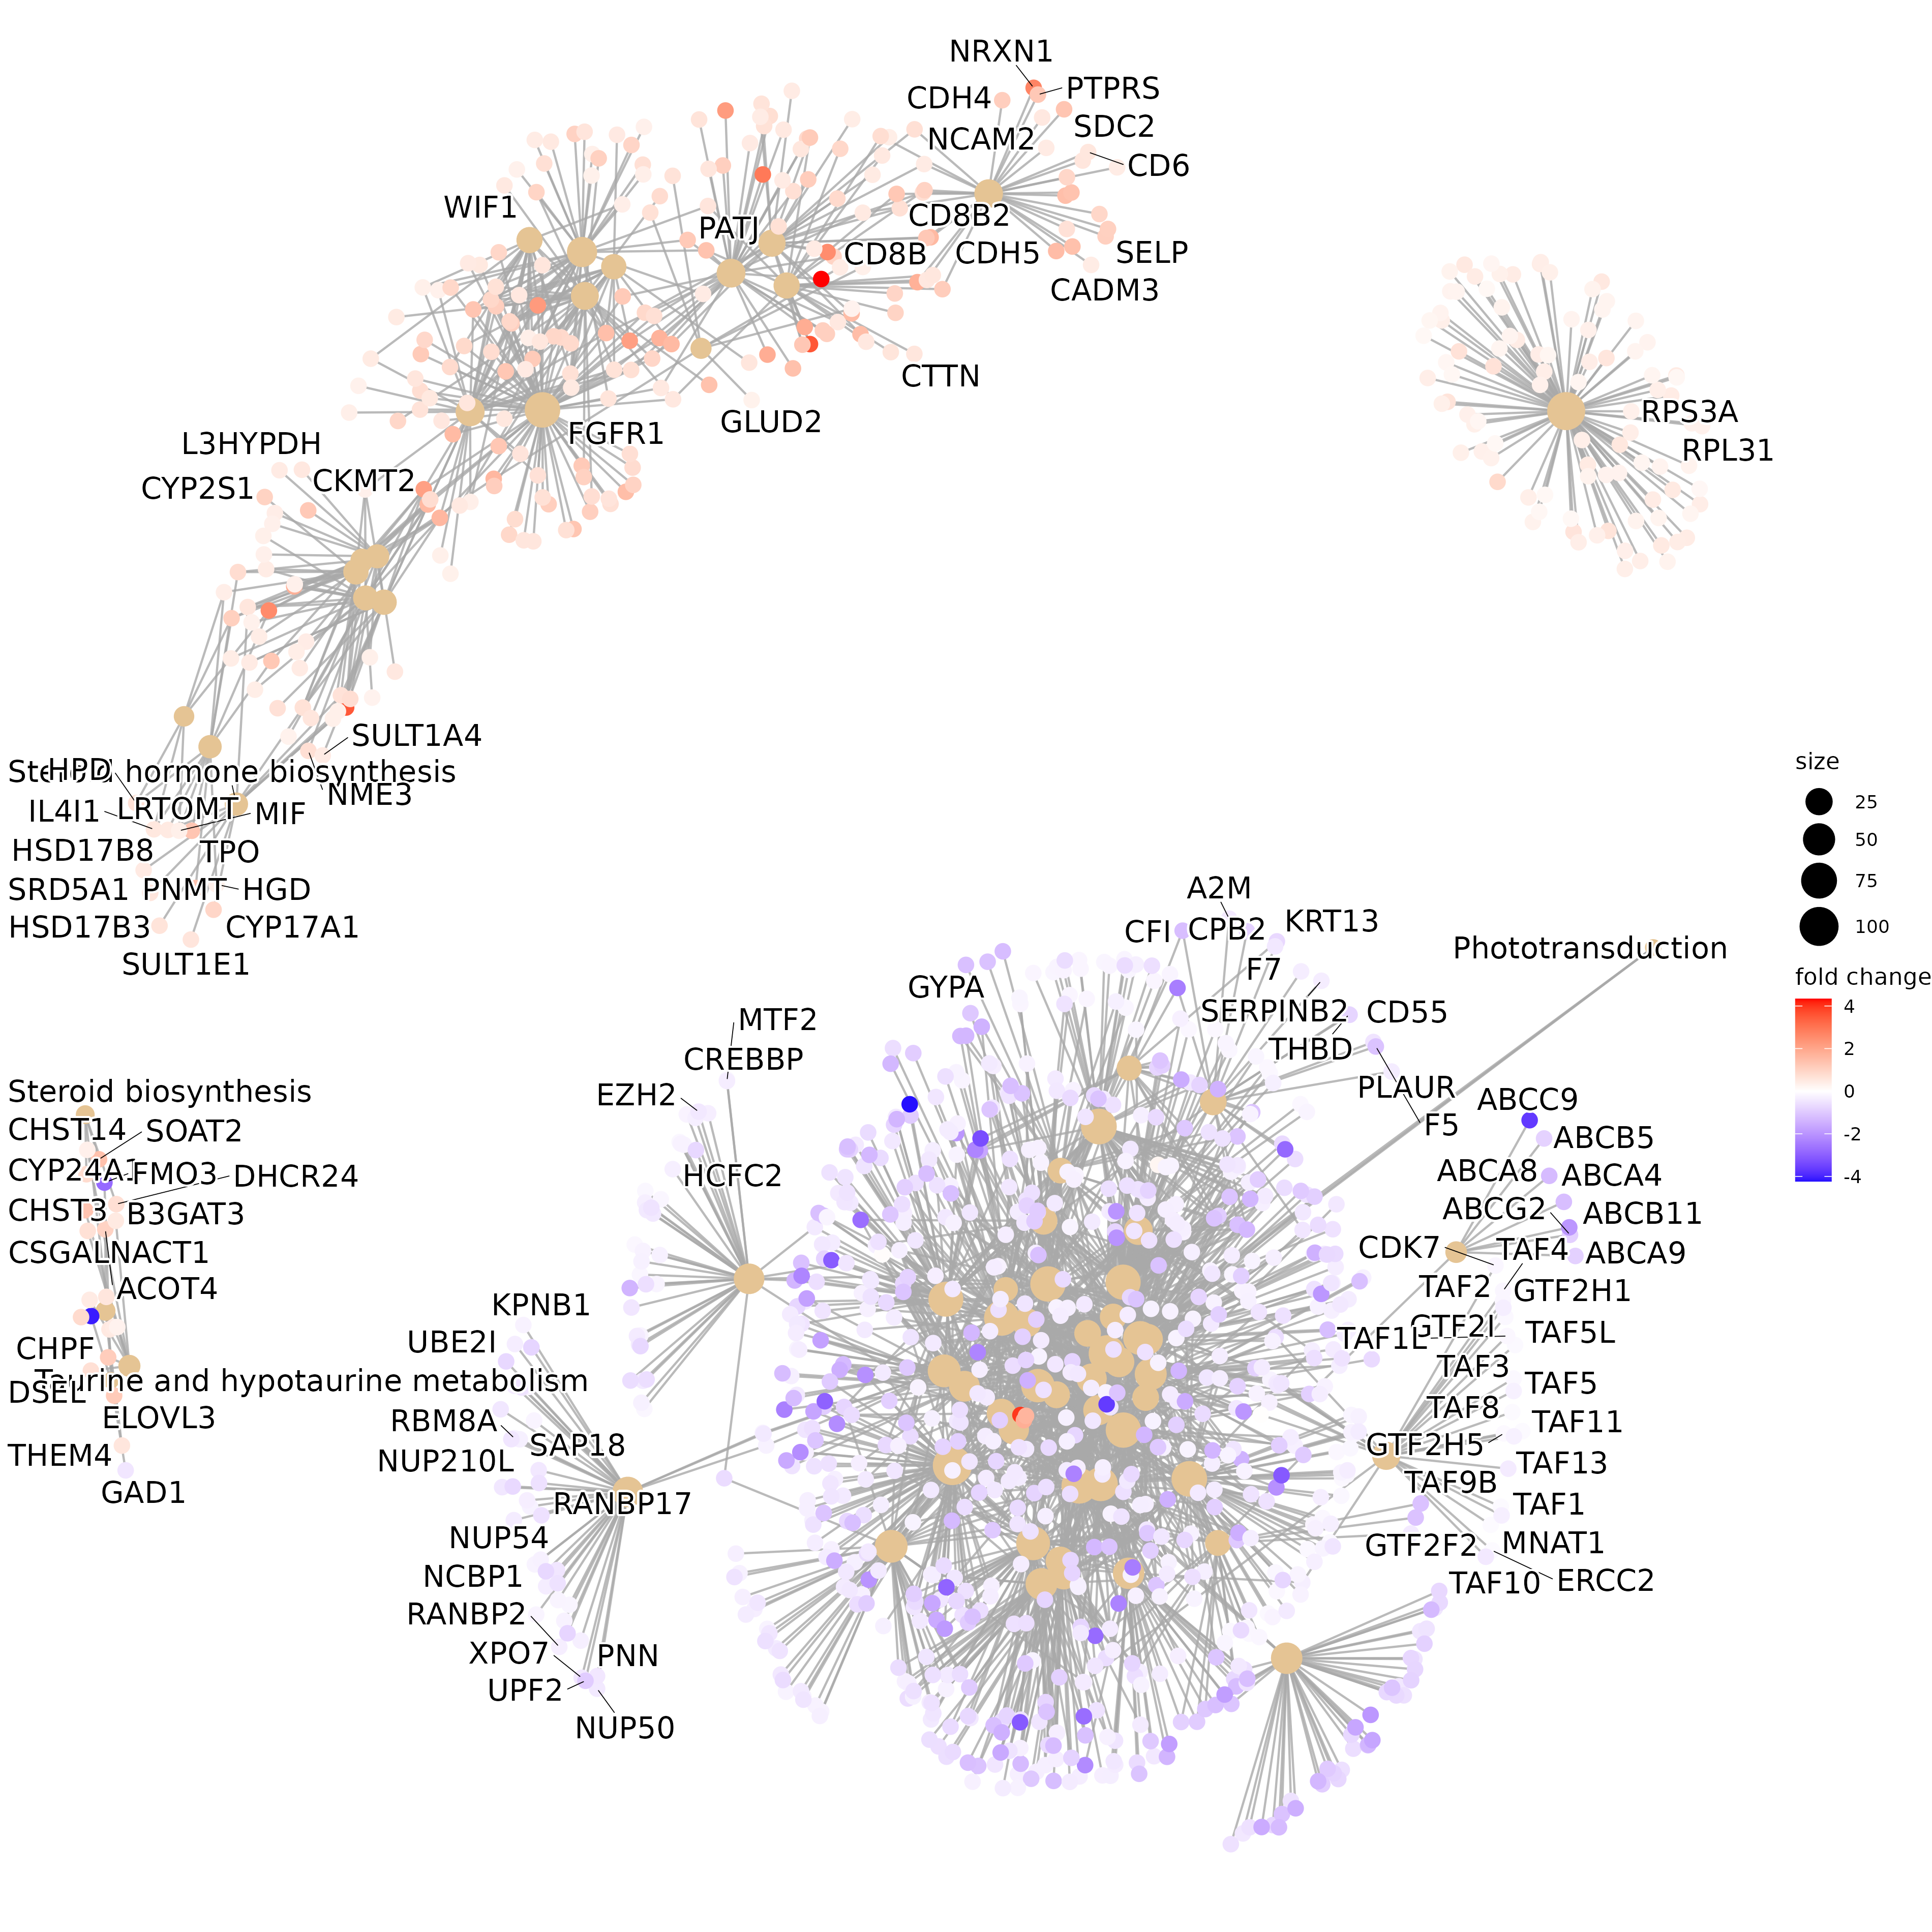 NRXN1
CDH4
PTPRS
NCAM2
SDC2
CD6
WIF1
PATJ
CD8B2
CD8B
CDH5
SELP
CADM3
CTTN
GLUD2
FGFR1
RPS3A
RPL31
L3HYPDH
CYP2S1
CKMT2
SULT1A4
Steroid hormone biosynthesis
HPD
NME3
IL4I1
LRTOMT
MIF
HSD17B8
TPO
SRD5A1
PNMT
HGD
HSD17B3
CYP17A1
SULT1E1
size
25
50
75
100
fold change
4
2
0
-2
-4
A2M
CFI
CPB2
KRT13
Phototransduction
F7
GYPA
SERPINB2
CD55
THBD
MTF2
CREBBP
EZH2
HCFC2
PLAUR
F5
ABCC9
ABCB5
ABCA8
ABCA4
ABCG2
ABCB11
CDK7
TAF4
ABCA9
TAF2
GTF2H1
GTF2I
TAF1L
TAF5L
TAF3
TAF5
TAF8
TAF11
GTF2H5
TAF13
TAF9B
TAF1
GTF2F2
MNAT1
TAF10
ERCC2
Steroid biosynthesis
CHST14
SOAT2
CYP24A1
FMO3
DHCR24
CHST3
B3GAT3
CSGALNACT1
ACOT4
CHPF
Taurine and hypotaurine metabolism
DSEL
ELOVL3
THEM4
GAD1
KPNB1
UBE2I
RBM8A
SAP18
NUP210L
RANBP17
NUP54
NCBP1
RANBP2
XPO7
PNN
UPF2
NUP50